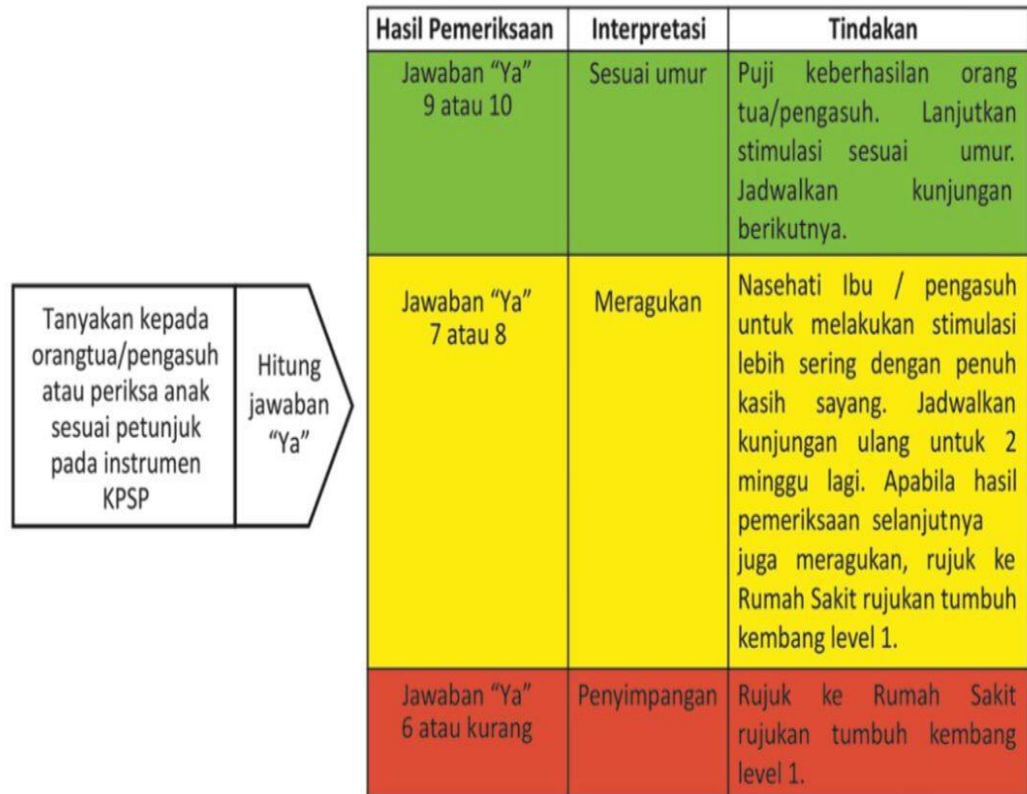 Tanyakan kepada
orangtua/pengasuh
atau periksa anak
sesuai petunjuk
pada instrumen
KPSP
Hitung
jawaban
"Ya"
Hasil Pemeriksaan
Interpretasi
Tindakan
Jawaban "Ya"
9 atau 10
Sesuai umur
Puji keberhasilan orang
tua/pengasuh. Lanjutkan
stimulasi sesuai umur.
Jadwalkan kunjungan
berikutnya.
Jawaban "Ya"
7 atau 8
Meragukan
Nasehati Ibu / pengasuh
untuk melakukan stimulasi
lebih sering dengan penuh
kasih sayang. Jadwalkan
kunjungan ulang untuk 2
minggu lagi. Apabila hasil
pemeriksaan selanjutnya
juga meragukan, rujuk ke
Rumah Sakit rujukan tumbuh
kembang level 1.
Jawaban "Ya"
6 atau kurang
Penyimpangan
Rujuk ke Rumah Sakit
rujukan tumbuh kembang
level 1.